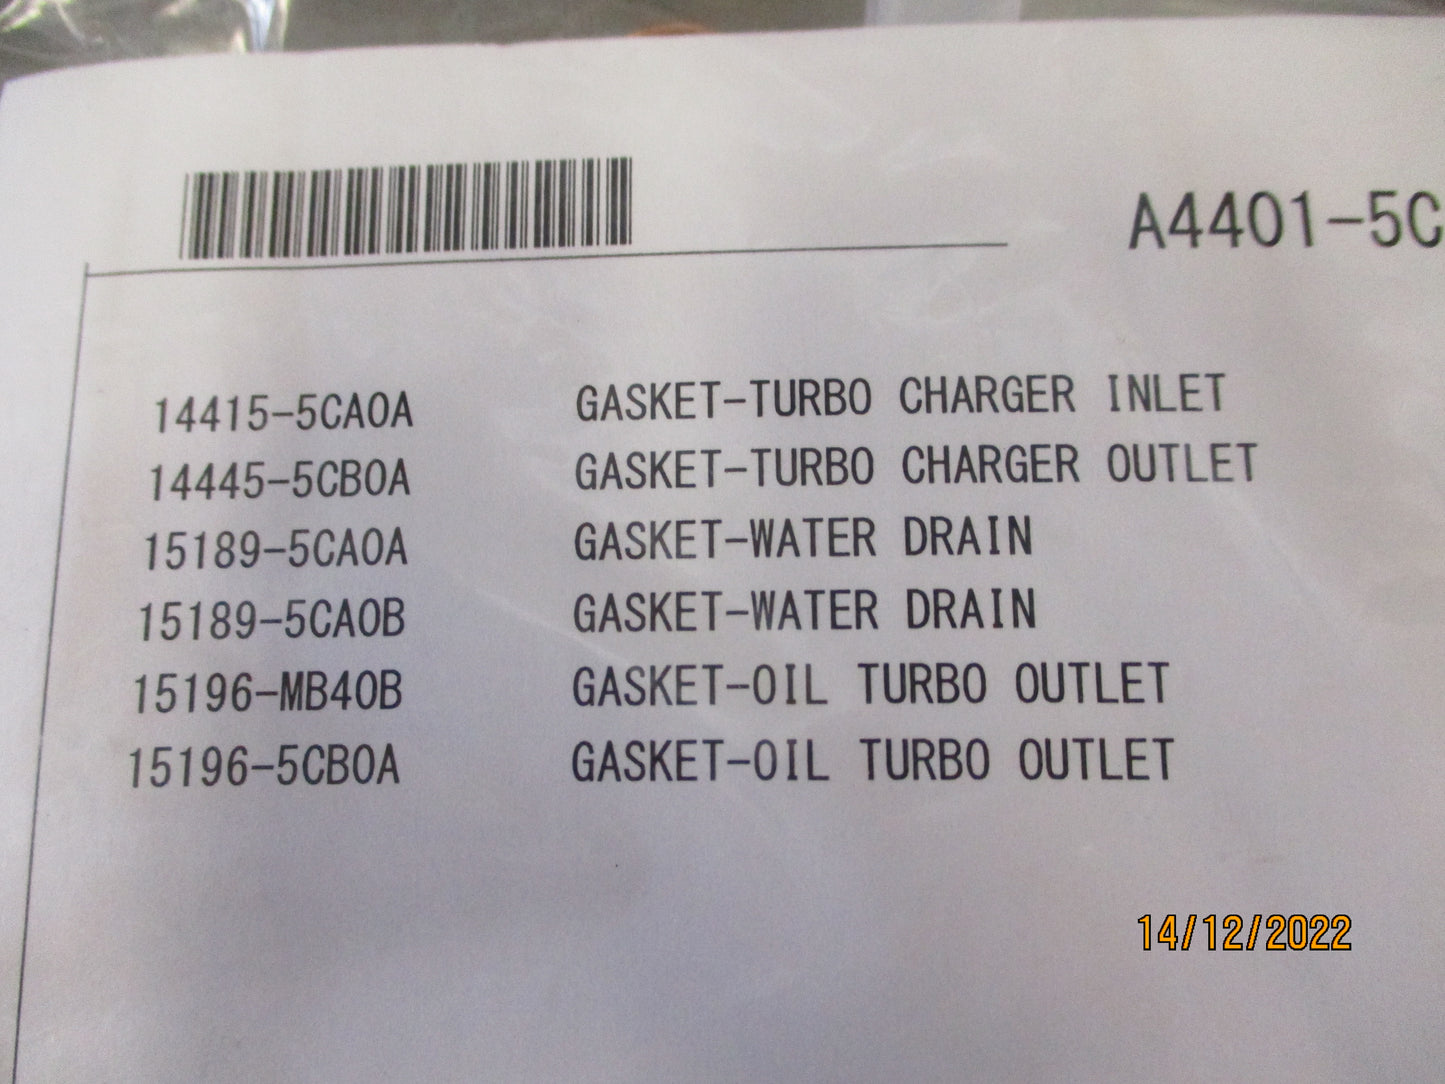 A4401-5C
14415-5CA0A GASKET-TURBO CHARGER INLET
14445-5CB0A GASKET-TURBO CHARGER OUTLET
15189-5CA0A GASKET-WATER DRAIN
15189-5CA0B GASKET-WATER DRAIN
15196-MB40B GASKET-OIL TURBO OUTLET
15196-5CB0A GASKET-OIL TURBO OUTLET
14/12/2022